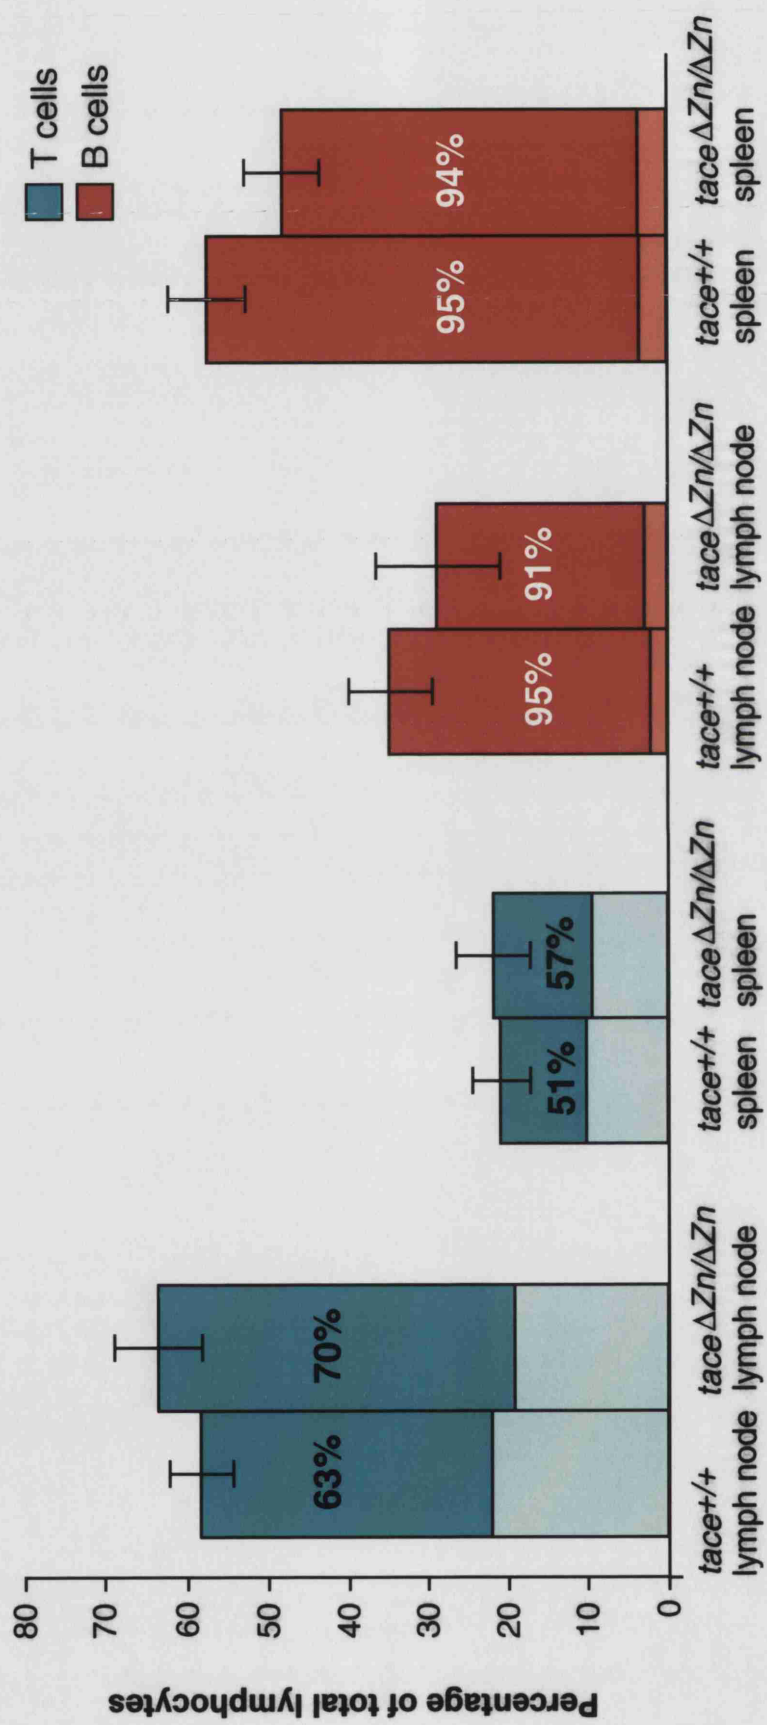 T cells
B cells
Percentage of total lymphocytes
80
70
60
50
40
30
20
10
0
63%
70%
51%
57%
95%
91%
95%
94%
tace+/+
lymph node
taceΔZn/ΔZn
lymph node
tace+/+
spleen
taceΔZn/ΔZn
spleen
tace+/+
lymph node
taceΔZn/ΔZn
lymph node
tace+/+
spleen
taceΔZn/ΔZn
spleen